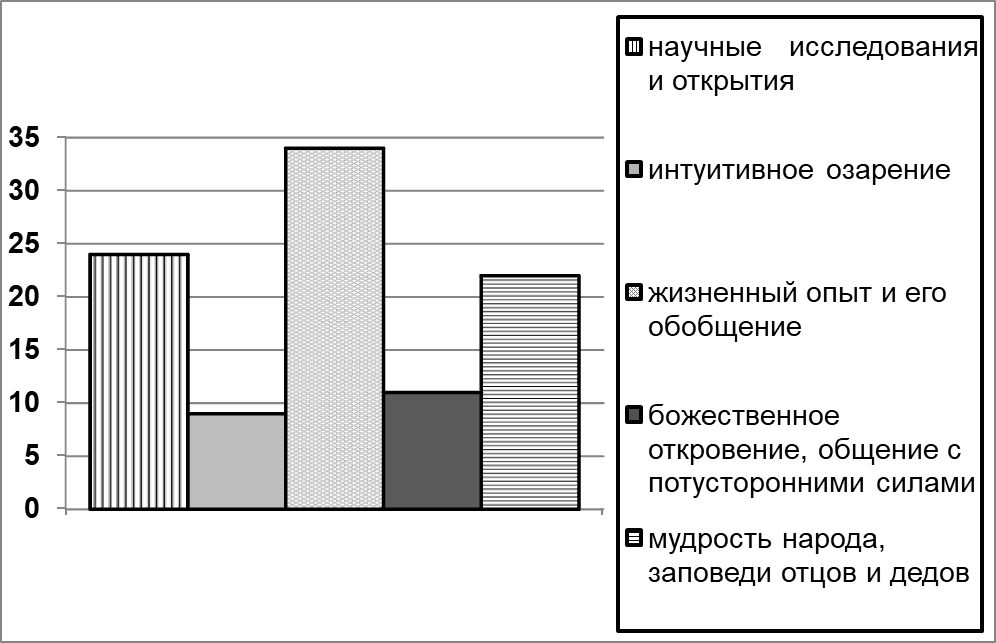 35
30
25
20
15
10
5
0
научные исследования
и открытия
интуитивное озарение
жизненный опыт и его
обобщение
божественное
откровение, общение с
потусторонними силами
мудрость народа,
заповеди отцов и дедов